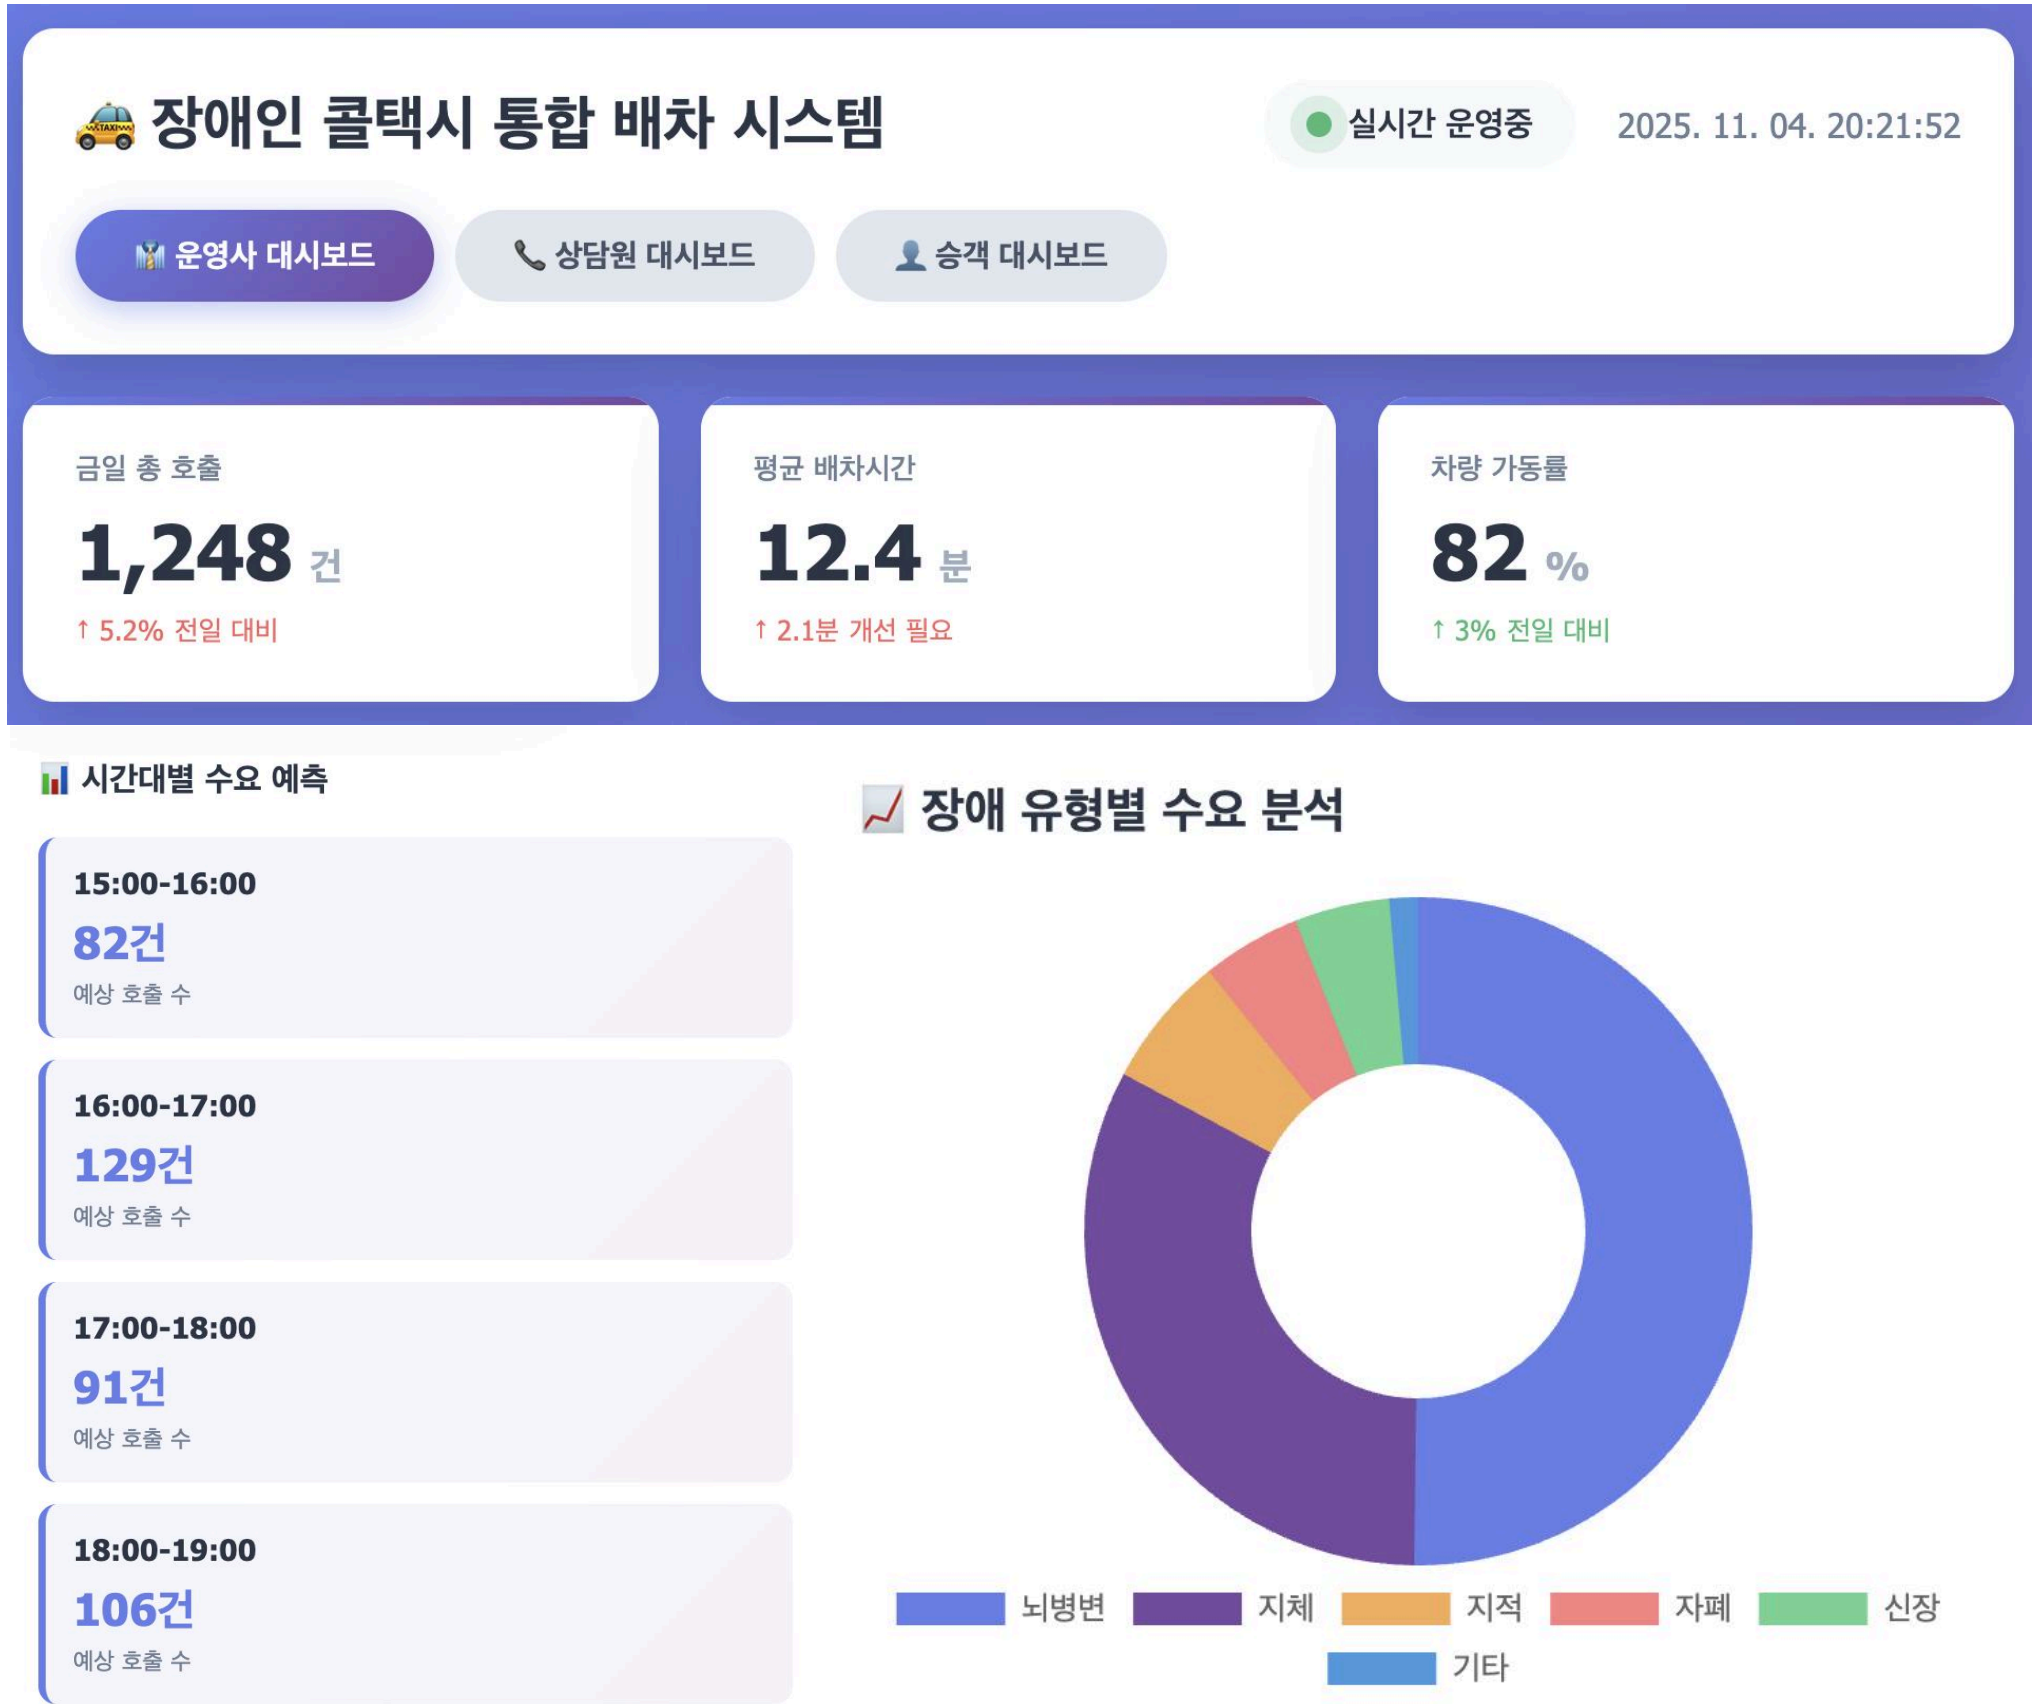 장애인 콜택시 통합 배차 시스템
실시간 운영중
2025. 11. 04. 20:21:52
운영사 대시보드
상담원 대시보드
승객 대시보드
금일 총 호출
1,248 건
↑ 5.2% 전일 대비
평균 배차시간
12.4 분
↑ 2.1분 개선 필요
차량 가동률
82 %
↑ 3% 전일 대비
시간대별 수요 예측
15:00-16:00
82건
예상 호출 수
16:00-17:00
129건
예상 호출 수
17:00-18:00
91건
예상 호출 수
18:00-19:00
106건
예상 호출 수
장애 유형별 수요 분석
뇌병변 지체 지적 자폐 신장
기타